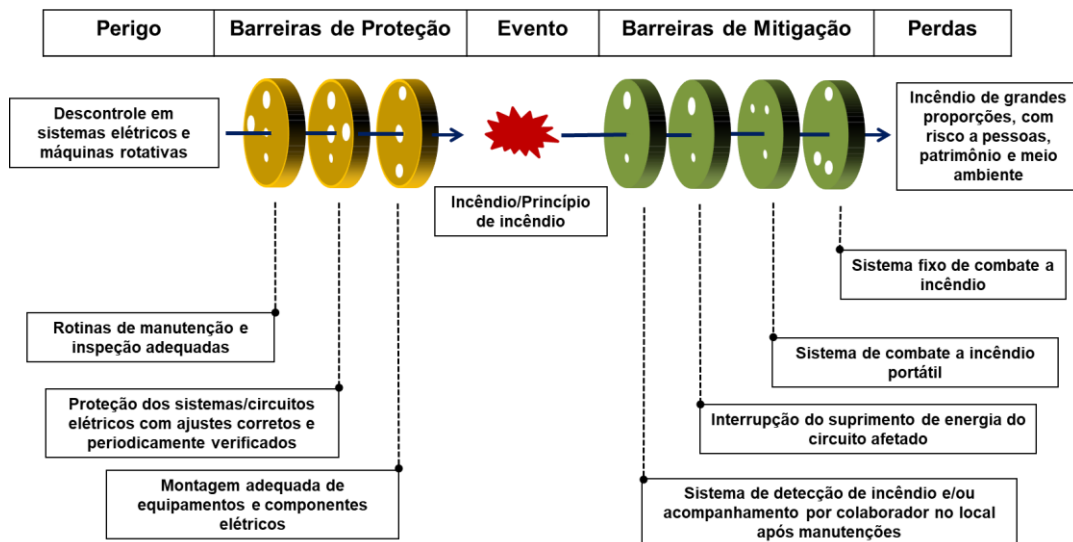 Perigo
Barreiras de Proteção
Evento
Barreiras de Mitigação
Perdas
Descontrole em
sistemas elétricos e
máquinas rotativas
Incêndio de grandes
proporções, com
risco a pessoas,
patrimônio e meio
ambiente
Incêndio/Princípio
de incêndio
Sistema fixo de combate a
incêndio
Rotinas de manutenção e
inspeção adequadas
Sistema de combate a incêndio
portátil
Proteção dos sistemas/circuitos
elétricos com ajustes corretos e
periodicamente verificados
Interrupção do suprimento de energia do
circuito afetado
Montagem adequada de
equipamentos e componentes
elétricos
Sistema de detecção de incêndio e/ou
acompanhamento por colaborador no local
após manutenções